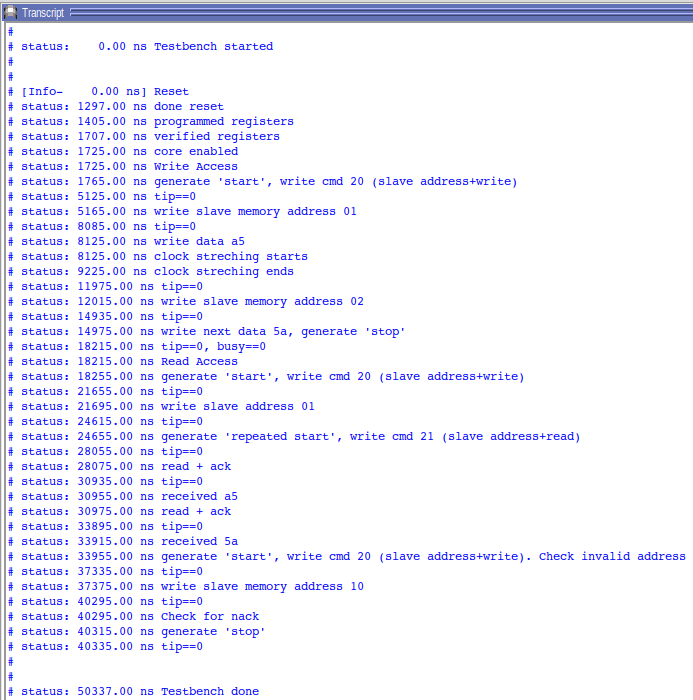 Transcript
#
# status:    0.00 ns Testbench started
#
#
# [Info-    0.00 ns] Reset
# status: 1297.00 ns done reset
# status: 1405.00 ns programmed registers
# status: 1707.00 ns verified registers
# status: 1725.00 ns core enabled
# status: 1725.00 ns Write Access
# status: 1765.00 ns generate 'start', write cmd 20 (slave address+write)
# status: 5125.00 ns tip==0
# status: 5165.00 ns write slave memory address 01
# status: 8085.00 ns tip==0
# status: 8125.00 ns write data a5
# status: 8125.00 ns clock streching starts
# status: 9225.00 ns clock streching ends
# status: 11975.00 ns tip==0
# status: 12015.00 ns write slave memory address 02
# status: 14935.00 ns tip==0
# status: 14975.00 ns write next data 5a, generate 'stop'
# status: 18215.00 ns tip==0, busy==0
# status: 18215.00 ns Read Access
# status: 18255.00 ns generate 'start', write cmd 20 (slave address+write)
# status: 21655.00 ns tip==0
# status: 21695.00 ns write slave address 01
# status: 24615.00 ns tip==0
# status: 24655.00 ns generate 'repeated start', write cmd 21 (slave address+read)
# status: 28055.00 ns tip==0
# status: 28075.00 ns read + ack
# status: 30935.00 ns tip==0
# status: 30955.00 ns received a5
# status: 30975.00 ns read + ack
# status: 33895.00 ns tip==0
# status: 33915.00 ns received 5a
# status: 33955.00 ns generate 'start', write cmd 20 (slave address+write). Check invalid address
# status: 37335.00 ns tip==0
# status: 37375.00 ns write slave memory address 10
# status: 40295.00 ns tip==0
# status: 40295.00 ns Check for nack
# status: 40315.00 ns generate 'stop'
# status: 40335.00 ns tip==0
#
#
# status: 50337.00 ns Testbench done